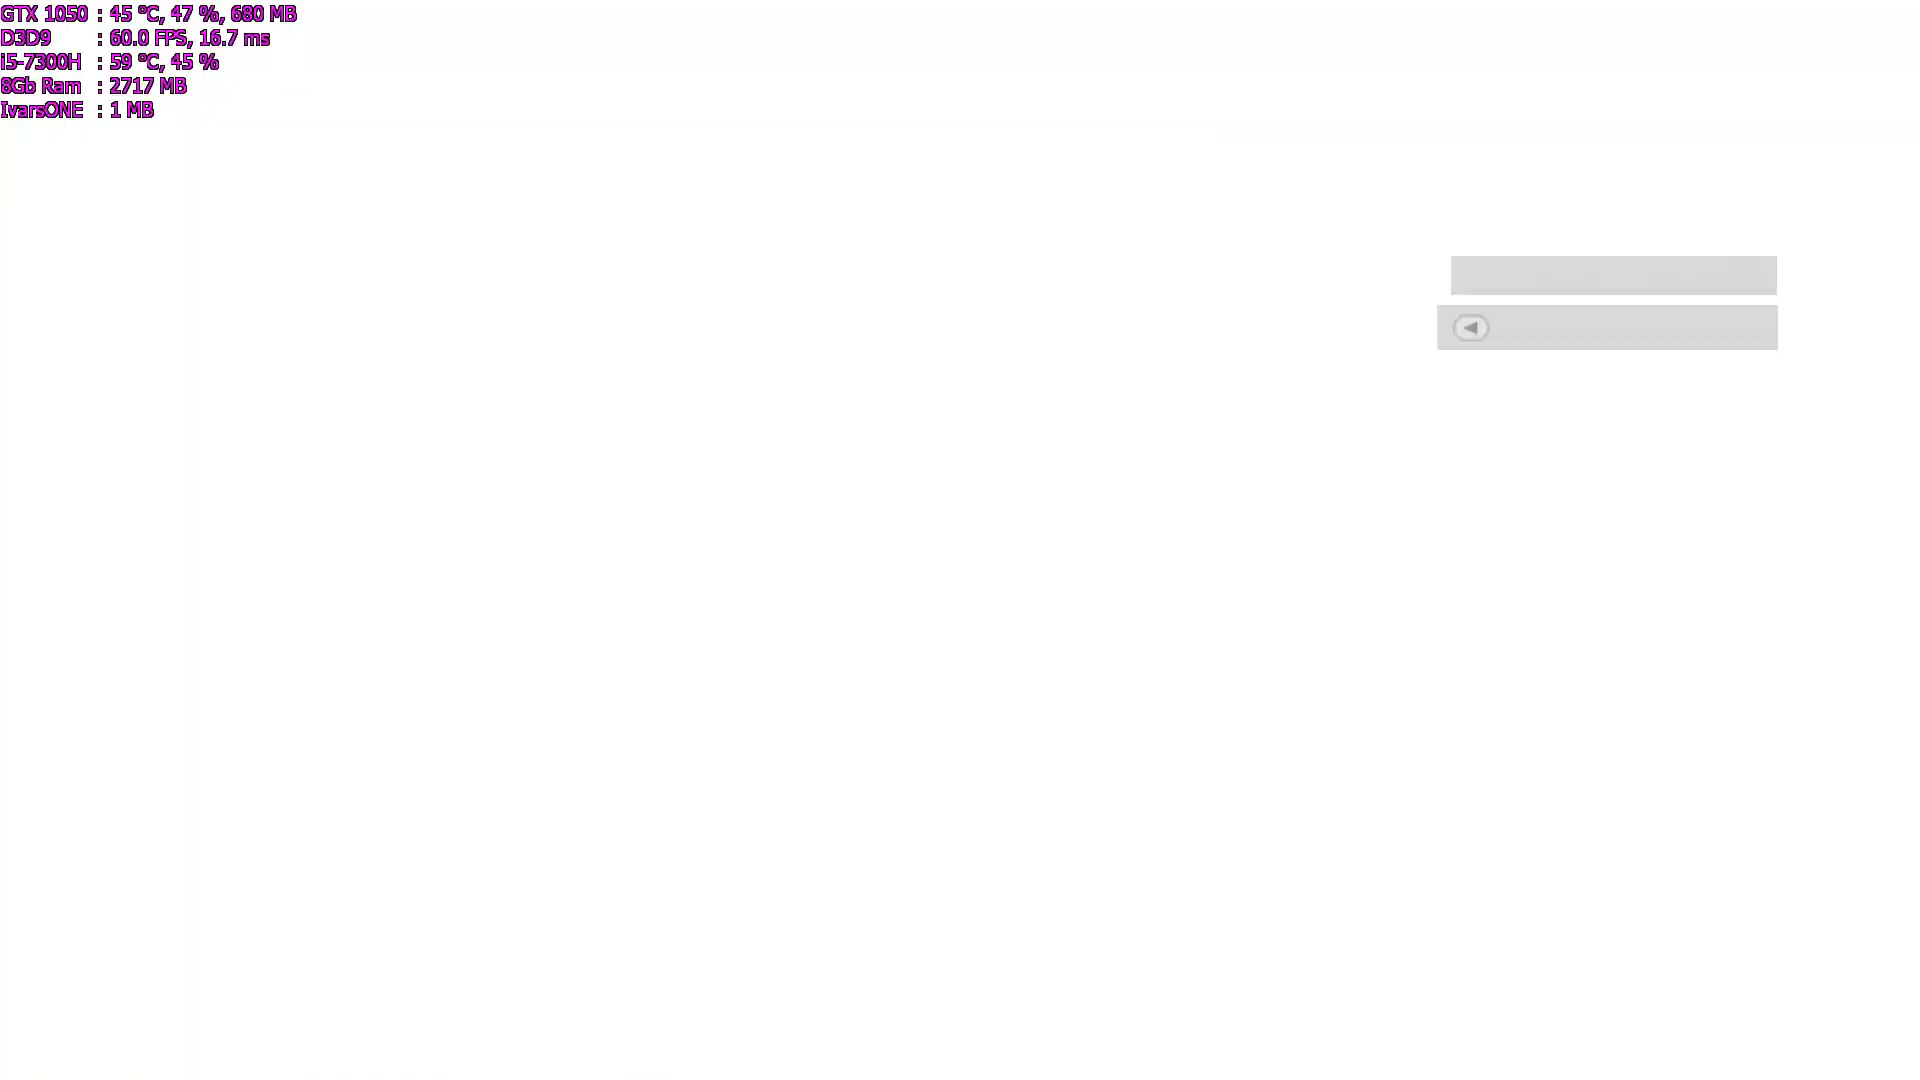 GTX 1050 : 45 °C, 47 %, 680 MB
D3D9 : 60.0 FPS, 16.7 ms
i5-7300H : 59 °C, 45 %
8Gb Ram : 2717 MB
IvarsONE : 1 MB